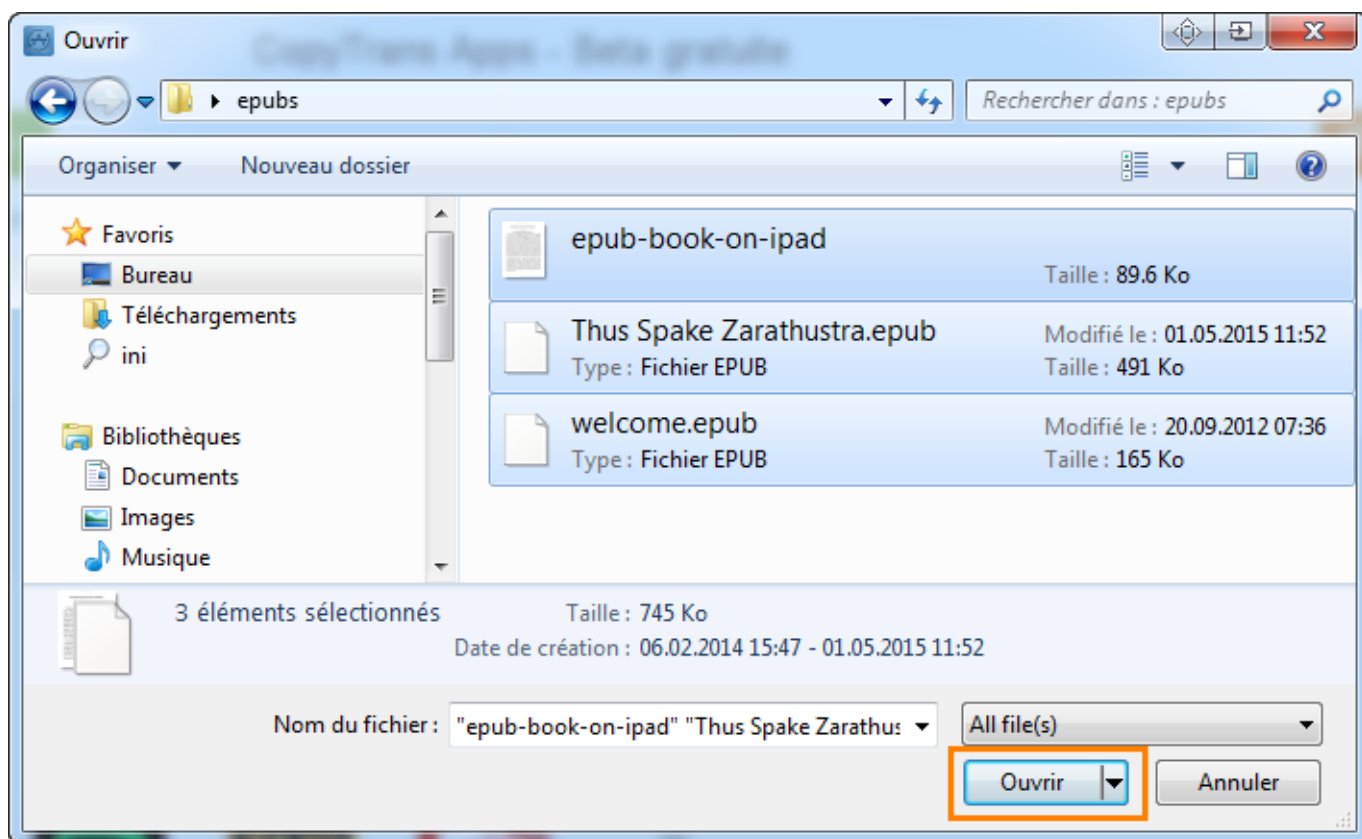 Ouvrir
CopyTrans Apps - Beta gratuite
epubs
Rechercher dans : epubs
Organiser
Nouveau dossier
Favoris
Bureau
Téléchargements
ini
Bibliothèques
Documents
Images
Musique
epub-book-on-ipad
Taille : 89.6 Ko
Thus Spake Zarathustra.epub
Modifié le : 01.05.2015 11:52
Type : Fichier EPUB
Taille : 491 Ko
welcome.epub
Modifié le : 20.09.2012 07:36
Type : Fichier EPUB
Taille : 165 Ko
3 éléments sélectionnés
Taille : 745 Ko
Date de création : 06.02.2014 15:47 - 01.05.2015 11:52
Nom du fichier : "epub-book-on-ipad" "Thus Spake Zarathus
All file(s)
Ouvrir
Annuler